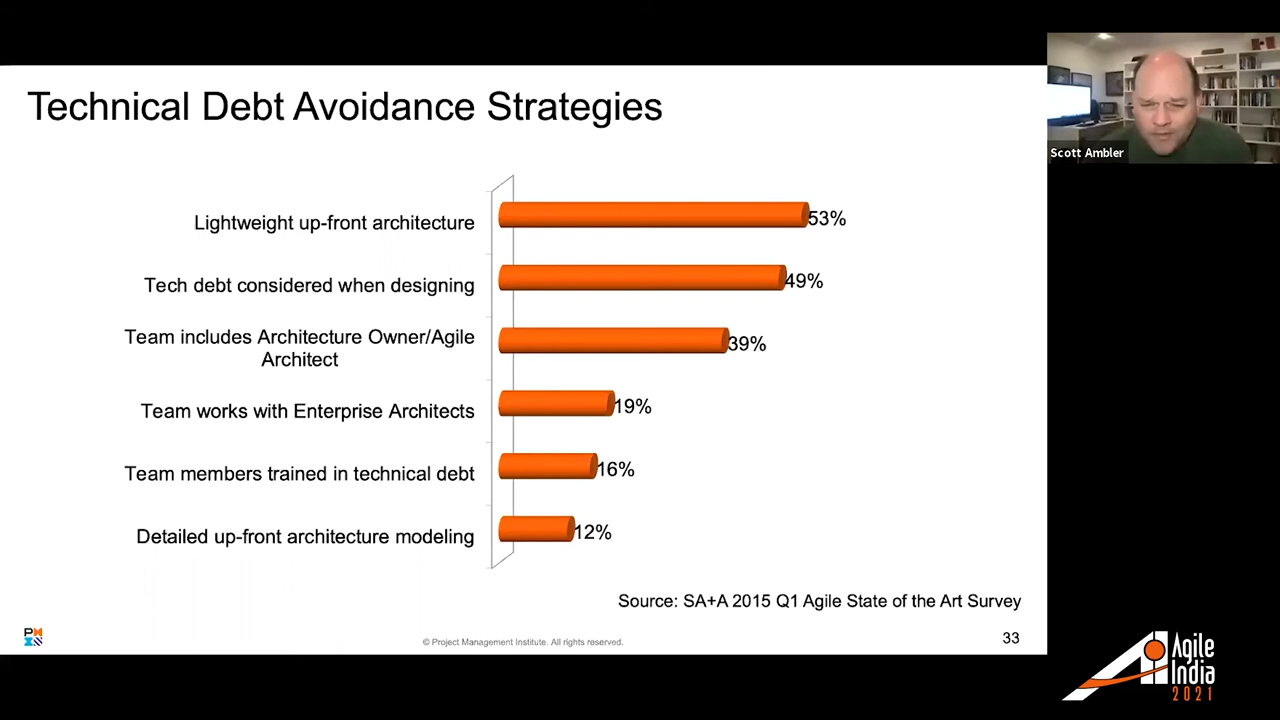 Technical Debt Avoidance Strategies
Scott Ambler
Lightweight up-front architecture
53%
Tech debt considered when designing
49%
Team includes Architecture Owner/Agile
Architect
39%
Team works with Enterprise Architects
19%
Team members trained in technical debt
16%
Detailed up-front architecture modeling
12%
Source: SA+A 2015 Q1 Agile State of the Art Survey
© Project Management Institute. All rights reserved.
33
Agile
India
2021